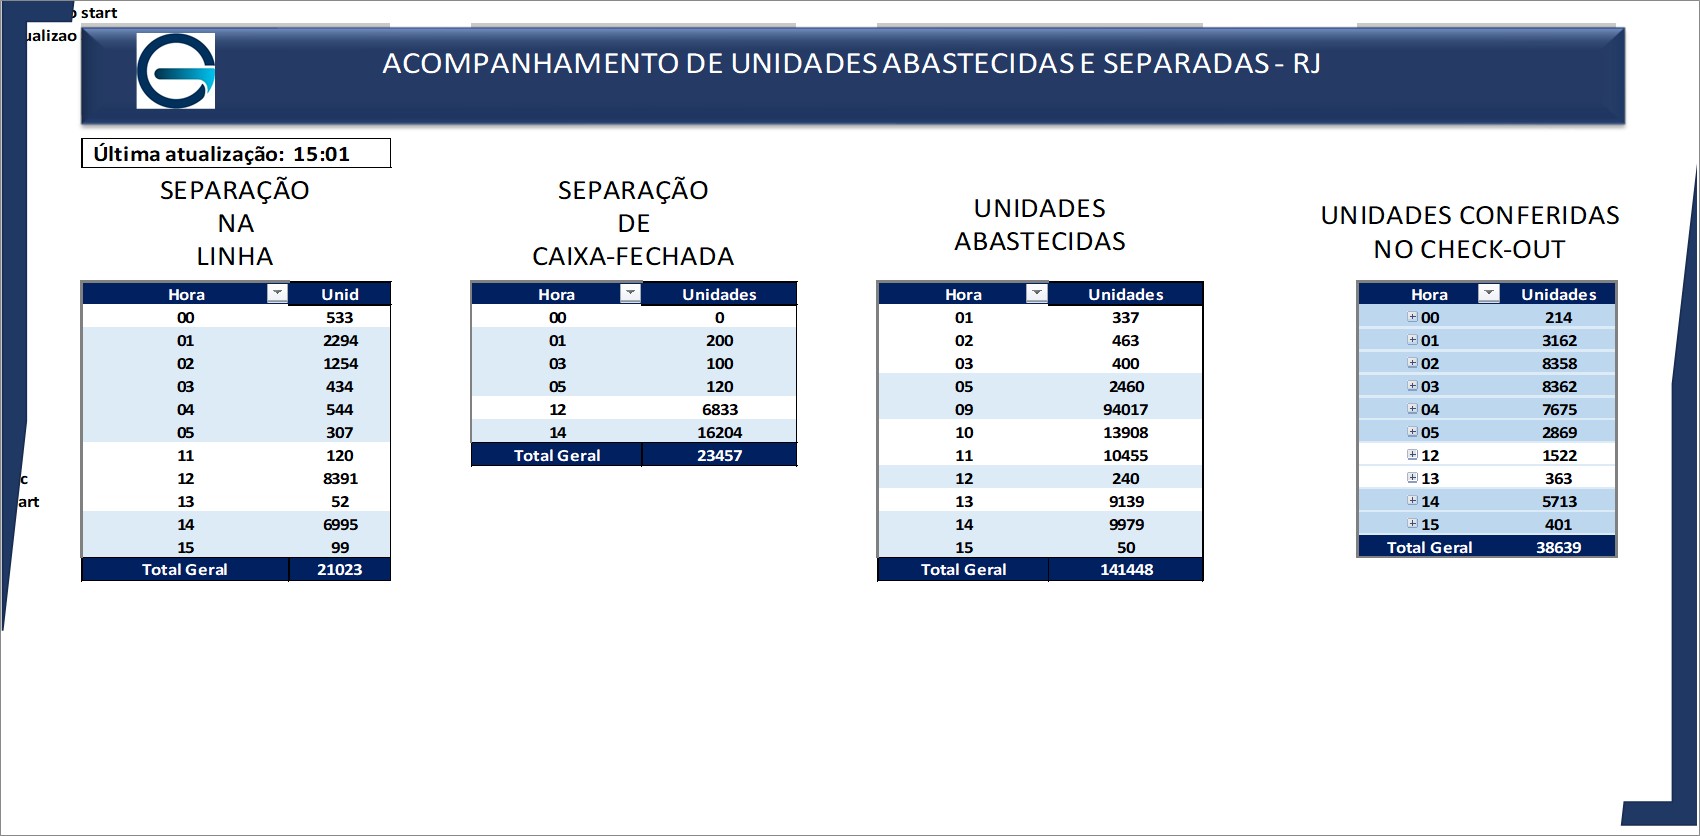 start
ACOMPANHAMENTO DE UNIDADES ABASTECIDAS E SEPARADAS - RJ
Última atualização: 15:01
SEPARAÇÃO
NA
LINHA
Hora Unid
00 533
01 2294
02 1254
03 434
04 544
05 307
11 120
12 8391
13 52
14 6995
15 99
Total Geral 21023
SEPARAÇÃO
DE
CAIXA-FECHADA
Hora Unidades
00 0
01 200
03 100
05 120
12 6833
14 16204
Total Geral 23457
UNIDADES
ABASTECIDAS
Hora Unidades
01 337
02 463
03 400
05 2460
09 94017
10 13908
11 10455
12 240
13 9139
14 9979
15 50
Total Geral 141448
UNIDADES CONFERIDAS
NO CHECK-OUT
Hora Unidades
00 214
01 3162
02 8358
03 8362
04 7675
05 2869
12 1522
13 363
14 5713
15 401
Total Geral 38639